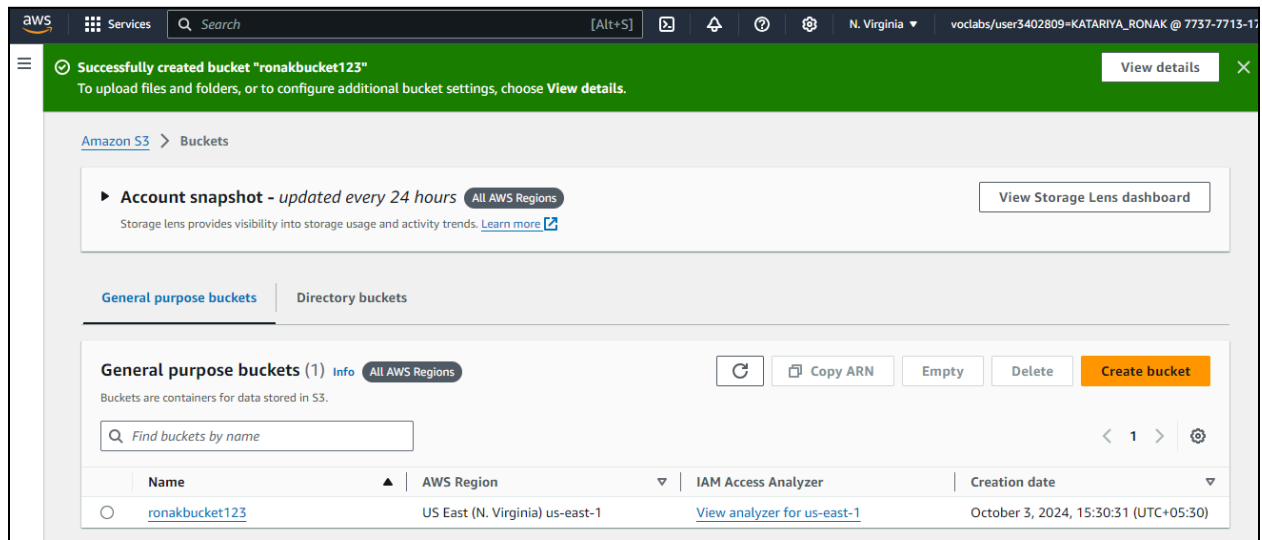 aws Services Search [Alt+S] N. Virginia ▼ voclabs/user3402809=KATARIYA_RONAK @ 7737-7713-17
Successfully created bucket "ronakbucket123"
To upload files and folders, or to configure additional bucket settings, choose View details.
View details
Amazon S3 > Buckets
Account snapshot - updated every 24 hours All AWS Regions
Storage lens provides visibility into storage usage and activity trends. Learn more
View Storage Lens dashboard
General purpose buckets Directory buckets
General purpose buckets (1) Info All AWS Regions
Buckets are containers for data stored in S3.
Copy ARN Empty Delete Create bucket
Find buckets by name
1
Name AWS Region IAM Access Analyzer Creation date
ronakbucket123 US East (N. Virginia) us-east-1 View analyzer for us-east-1 October 3, 2024, 15:30:31 (UTC+05:30)